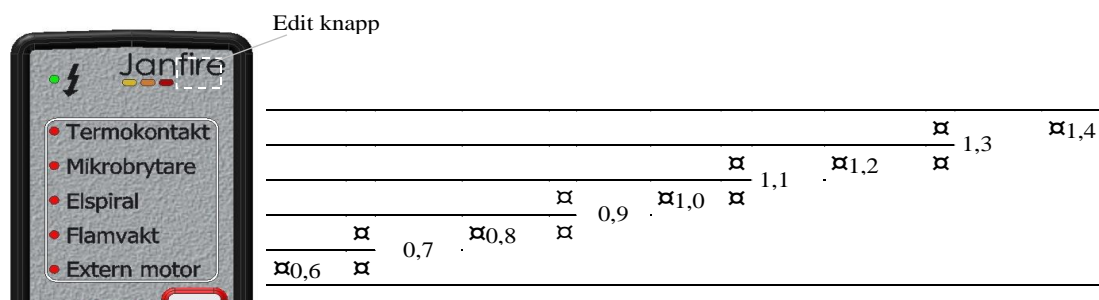 Edit knapp
Janfire
Termokontakt ¤ ¤1,4
1,3
Mikrobrytare ¤ ¤1,2 ¤
1,1
Elspiral ¤ ¤1,0 ¤
0,9
Flamvakt ¤ ¤0,8 ¤
0,7
Extern motor ¤0,6 ¤